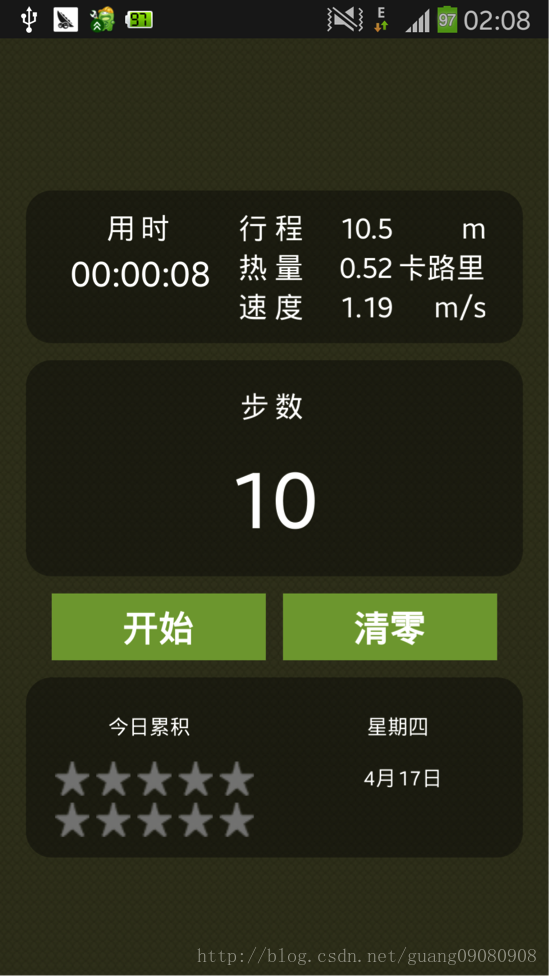 97 E 97 02:08
用时
00:00:08
行程 10.5 m
热量 0.52 卡路里
速度 1.19 m/s
步数
10
开始 清零
今日累积 星期四
4月17日
http://blog.csdn.net/guang09080908